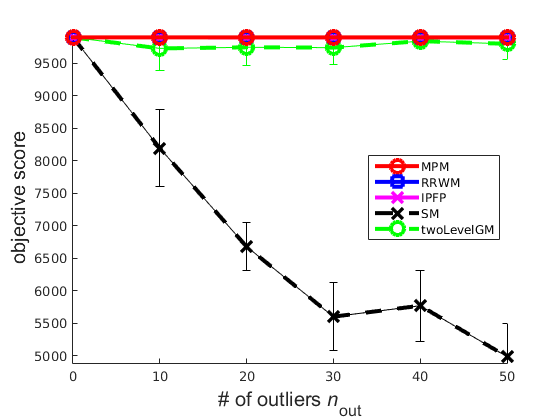 objective score
9500
9000
8500
8000
7500
7000
6500
6000
5500
5000
0 10 20 30 40 50
# of outliers n_out
MPM
RRWM
IPFP
SM
twoLevelGM